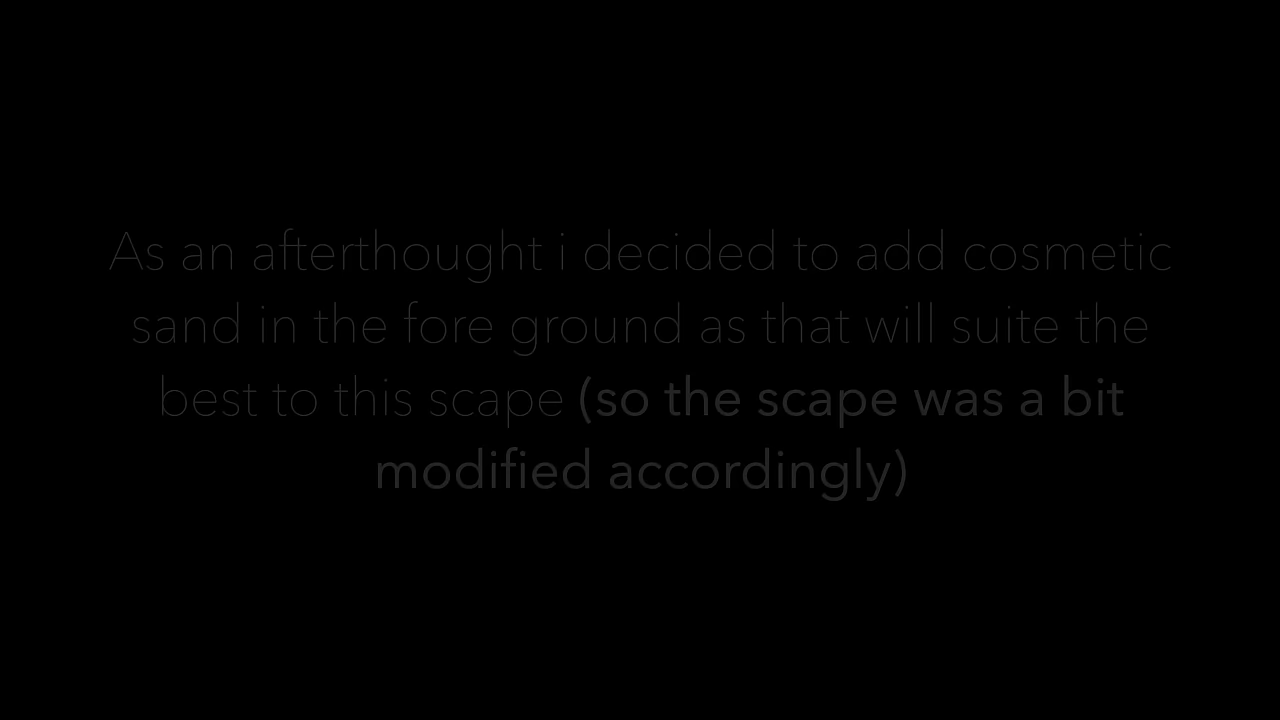 As an afterthought i decided to add cosmetic
sand in the fore ground as that will suite the
best to this scape (so the scape was a bit
modified accordingly)